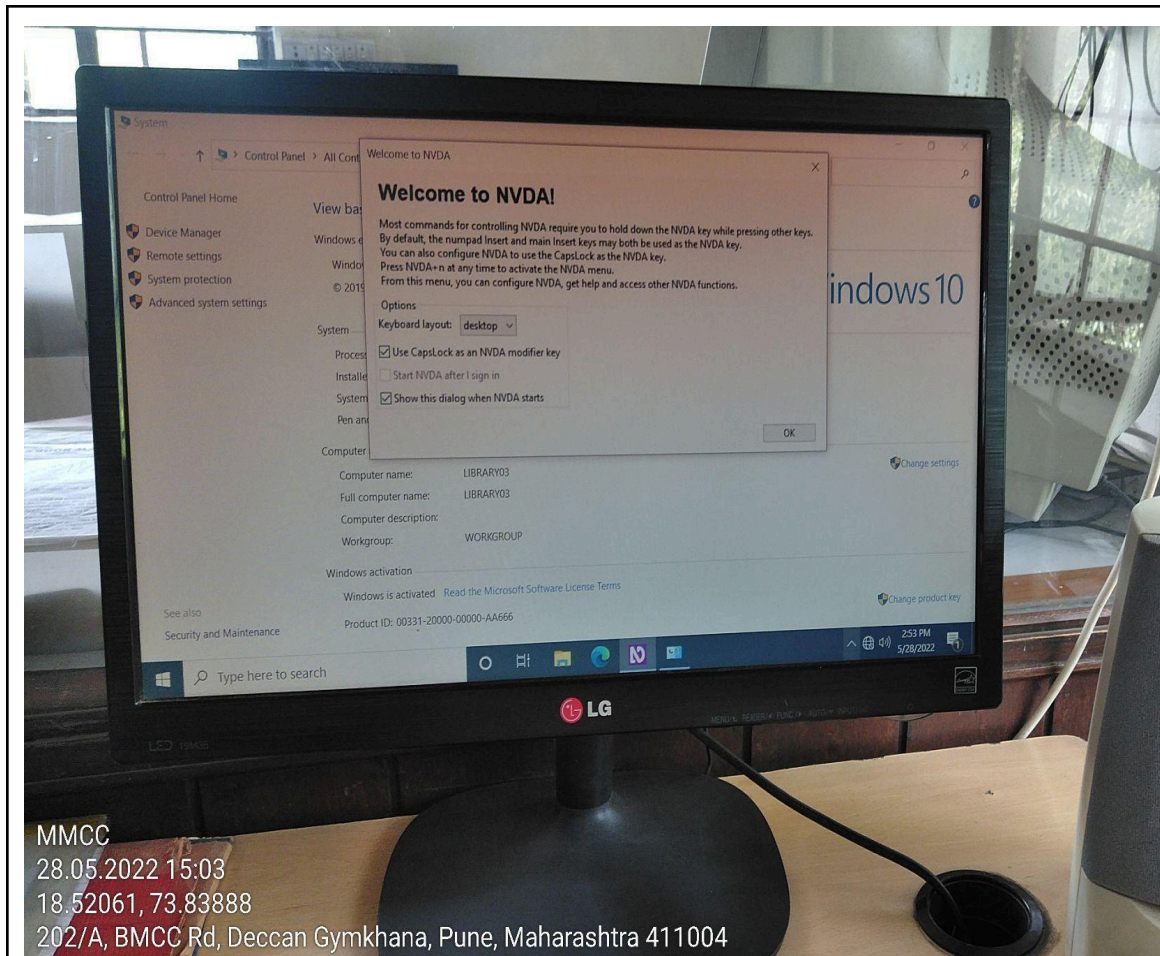 System
Control Panel > All Cont
Control Panel Home
Device Manager
Remote settings
System protection
Advanced system settings
See also
Security and Maintenance
Welcome to NVDA
Welcome to NVDA!
Most commands for controlling NVDA require you to hold down the NVDA key while pressing other keys.
By default, the numpad Insert and main Insert keys may both be used as the NVDA key.
You can also configure NVDA to use the CapsLock as the NVDA key.
Press NVDA+n at any time to activate the NVDA menu.
From this menu, you can configure NVDA, get help and access other NVDA functions.
Options
Keyboard layout: desktop
Use CapsLock as an NVDA modifier key
Start NVDA after I sign in
Show this dialog when NVDA starts
OK
View ba
Windows e
Windo
© 2019
indows 10
System
Process
Installe
System
Pen an
Computer
Computer name: LIBRARY03
Full computer name: LIBRARY03
Computer description:
Workgroup: WORKGROUP
Change settings
Windows activation
Windows is activated Read the Microsoft Software License Terms
Product ID: 00331-20000-00000-AA666
Change product key
Type here to search
2:53 PM
5/28/2022
LG
LED 19M35
MMCC
28.05.2022 15:03
18.52061, 73.83888
202/A, BMCC Rd, Deccan Gymkhana, Pune, Maharashtra 411004